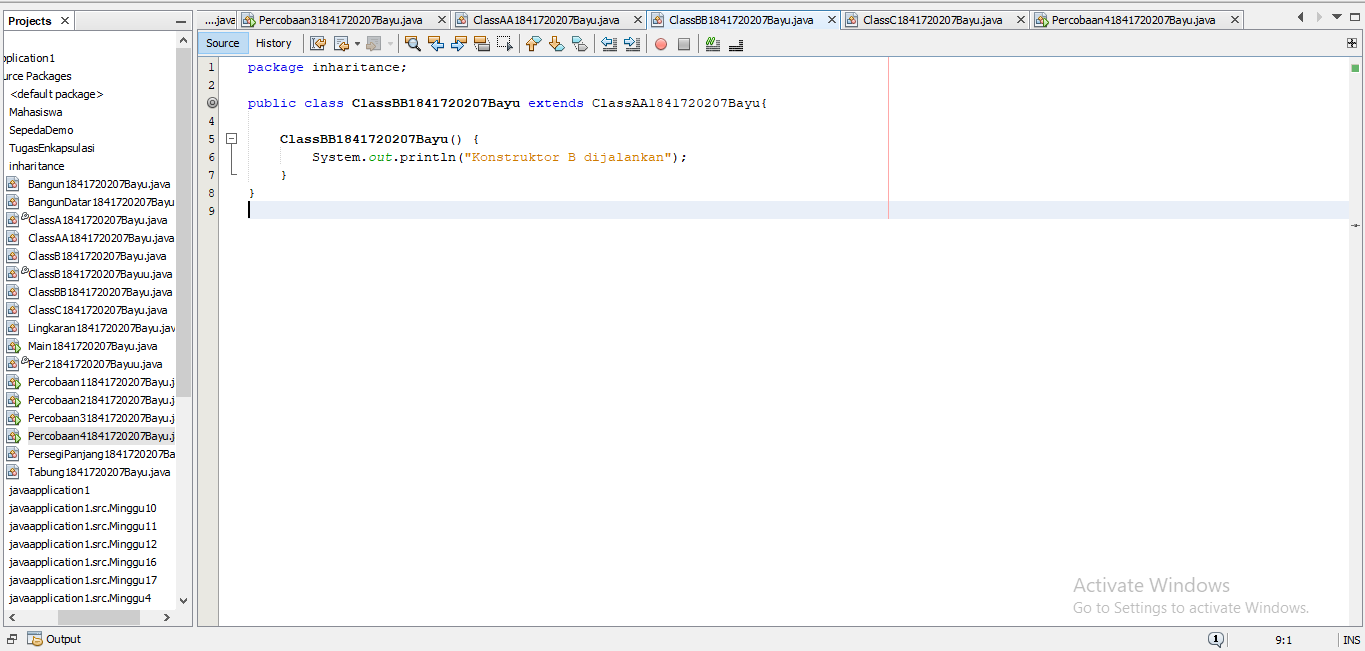 Projects
....java
Percobaan31841720207Bayu.java
ClassAA1841720207Bayu.java
ClassBB1841720207Bayu.java
ClassC1841720207Bayu.java
Percobaan41841720207Bayu.java
Source History
pplication1
urce Packages
<default package>
Mahasiswa
SepedaDemo
TugasEnkapsulasi
inharitance
Bangun1841720207Bayu.java
BangunDatar1841720207Bayu
ClassA1841720207Bayu.java
ClassAA1841720207Bayu.java
ClassB1841720207Bayu.java
ClassB1841720207Bayuu.java
ClassBB1841720207Bayu.java
ClassC1841720207Bayu.java
Lingkaran1841720207Bayu.jav
Main1841720207Bayu.java
Per21841720207Bayuu.java
Percobaan11841720207Bayu.j
Percobaan21841720207Bayu.j
Percobaan31841720207Bayu.j
Percobaan41841720207Bayu.j
PersegiPanjang1841720207Ba
Tabung1841720207Bayu.java
javaapplication1
javaapplication1.src.Minggu10
javaapplication1.src.Minggu11
javaapplication1.src.Minggu12
javaapplication1.src.Minggu16
javaapplication1.src.Minggu17
javaapplication1.src.Minggu4
1 package inharitance;
2
public class ClassBB1841720207Bayu extends ClassAA1841720207Bayu{
4
5 ClassBB1841720207Bayu() {
6 System.out.println("Konstruktor B dijalankan");
7 }
8 }
9
Activate Windows
Go to Settings to activate Windows.
Output
1
9:1
INS